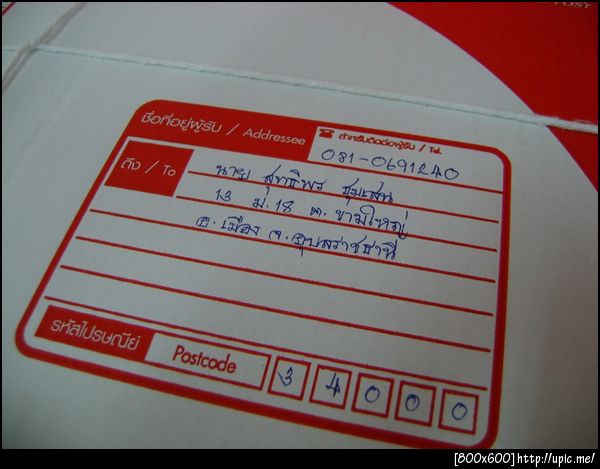 POST
ชื่อที่อยู่ผู้รับ / Addressee
☎ สำหรับติดต่อผู้รับ / Tel.
081-0691240
ถึง / To
นาย สุทธิพร ชุมเสน
13 ม.18 ต.ขามใหญ่
อ.เมือง จ.อุบลราชธานี
รหัสไปรษณีย์ Postcode 34000
[800x600]http://upic.me/